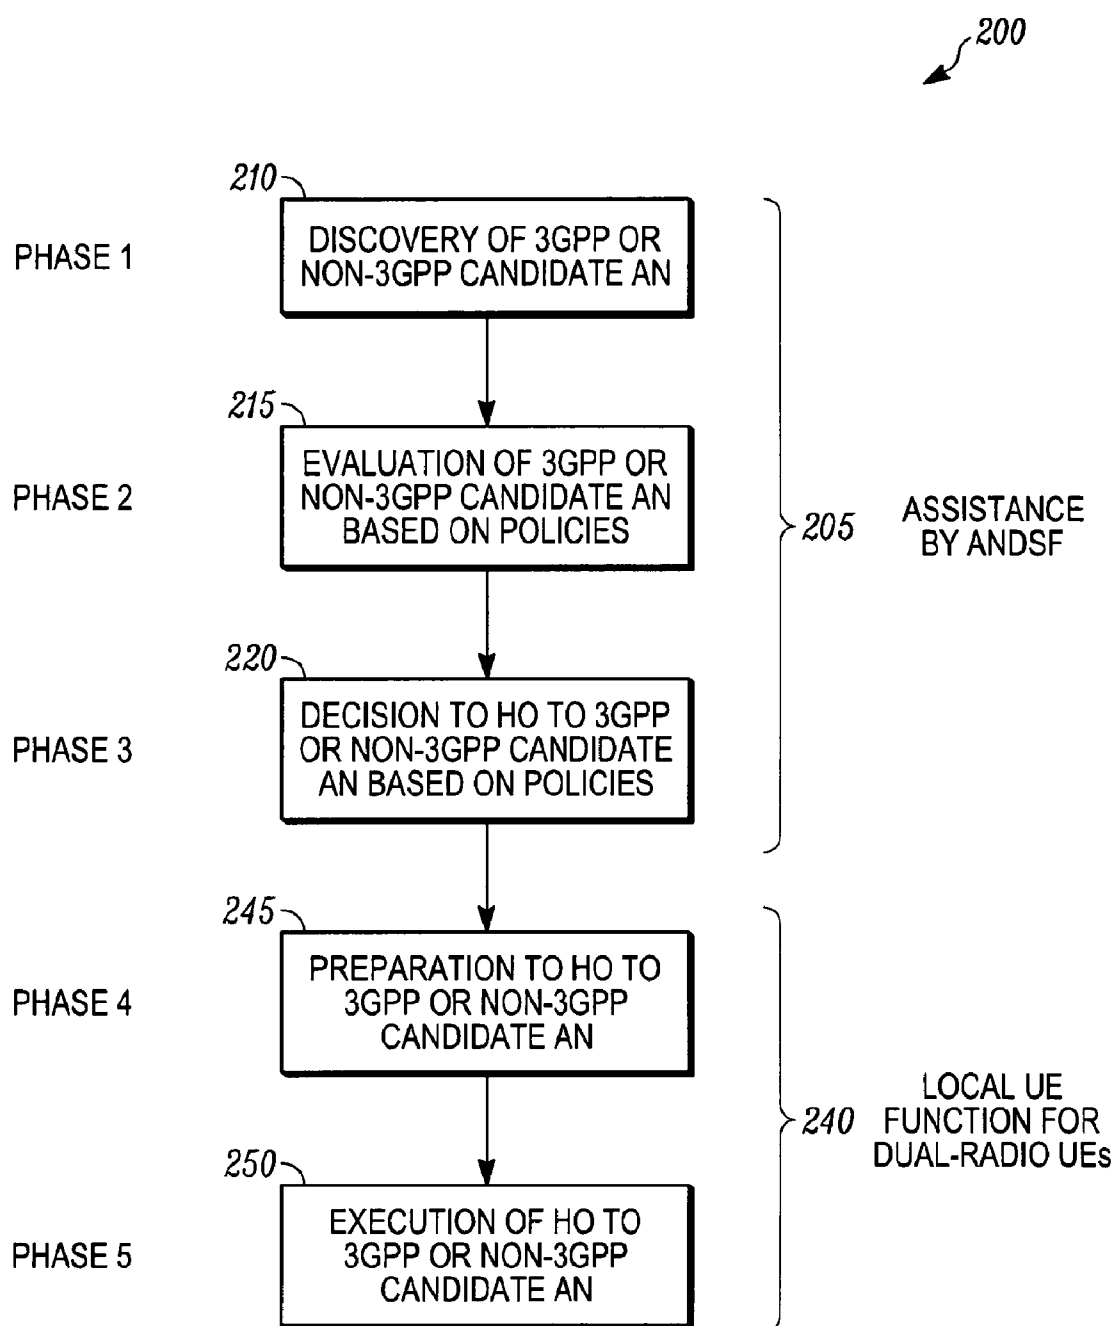 200
210
PHASE 1
DISCOVERY OF 3GPP OR
NON-3GPP CANDIDATE AN
215
PHASE 2
EVALUATION OF 3GPP OR
NON-3GPP CANDIDATE AN
BASED ON POLICIES
205
ASSISTANCE
BY ANDSF
220
PHASE 3
DECISION TO HO TO 3GPP
OR NON-3GPP CANDIDATE
AN BASED ON POLICIES
245
PHASE 4
PREPARATION TO HO TO
3GPP OR NON-3GPP
CANDIDATE AN
240
LOCAL UE
FUNCTION FOR
DUAL-RADIO UEs
250
PHASE 5
EXECUTION OF HO TO
3GPP OR NON-3GPP
CANDIDATE AN